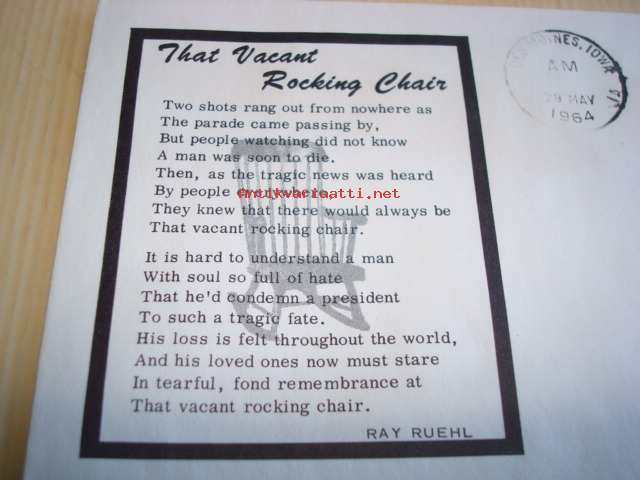 That Vacant
Rocking Chair
Two shots rang out from nowhere as
The parade came passing by,
But people watching did not know
A man was soon to die.
Then, as the tragic news was heard
By people everywhere,
They knew that there would always be
That vacant rocking chair.
It is hard to understand a man
With soul so full of hate
That he'd condemn a president
To such a tragic fate.
His loss is felt throughout the world,
And his loved ones now must stare
In tearful, fond remembrance at
That vacant rocking chair.
RAY RUEHL
MOINES, IOWA
AM
29 MAY
1964
antikvariaatti.net